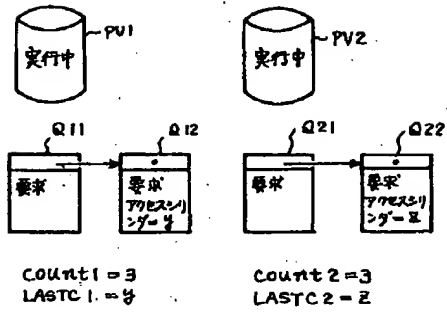 PV1
実行中
PV2
実行中
Q11
要求
Q12
要求
アクセスシリ
ンダーy
Q21
要求
Q22
要求
アクセスシリ
ンダーz
COUNT1=3
LASTC1=y
COUNT2=3
LASTC2=Z